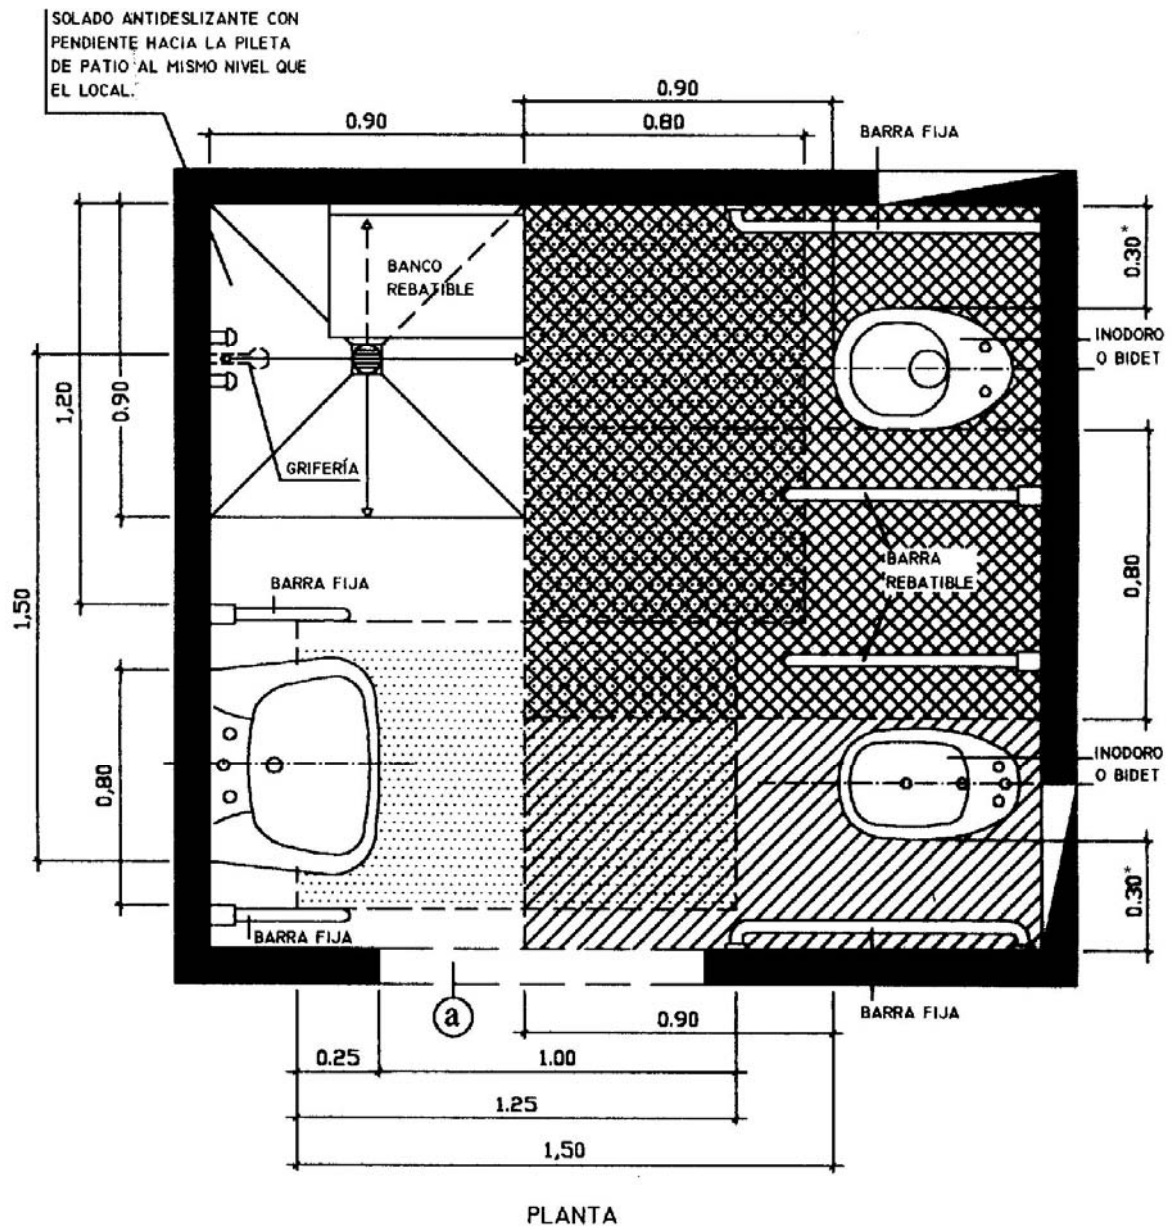 SOLADO ANTIDESLIZANTE CON
PENDIENTE HACIA LA PILETA
DE PATIO AL MISMO NIVEL QUE
EL LOCAL.
0.90
0.90
0.80
BARRA FIJA
BANCO
REBATIBLE
0.30*
INODORO
O BIDET
1,20
0.90
GRIFERÍA
1,50
BARRA FIJA
BARRA
REBATIBLE
0,80
0,80
INODORO
O BIDET
0.30*
BARRA FIJA
a
BARRA FIJA
0.90
0.25
1.00
1.25
1,50
PLANTA